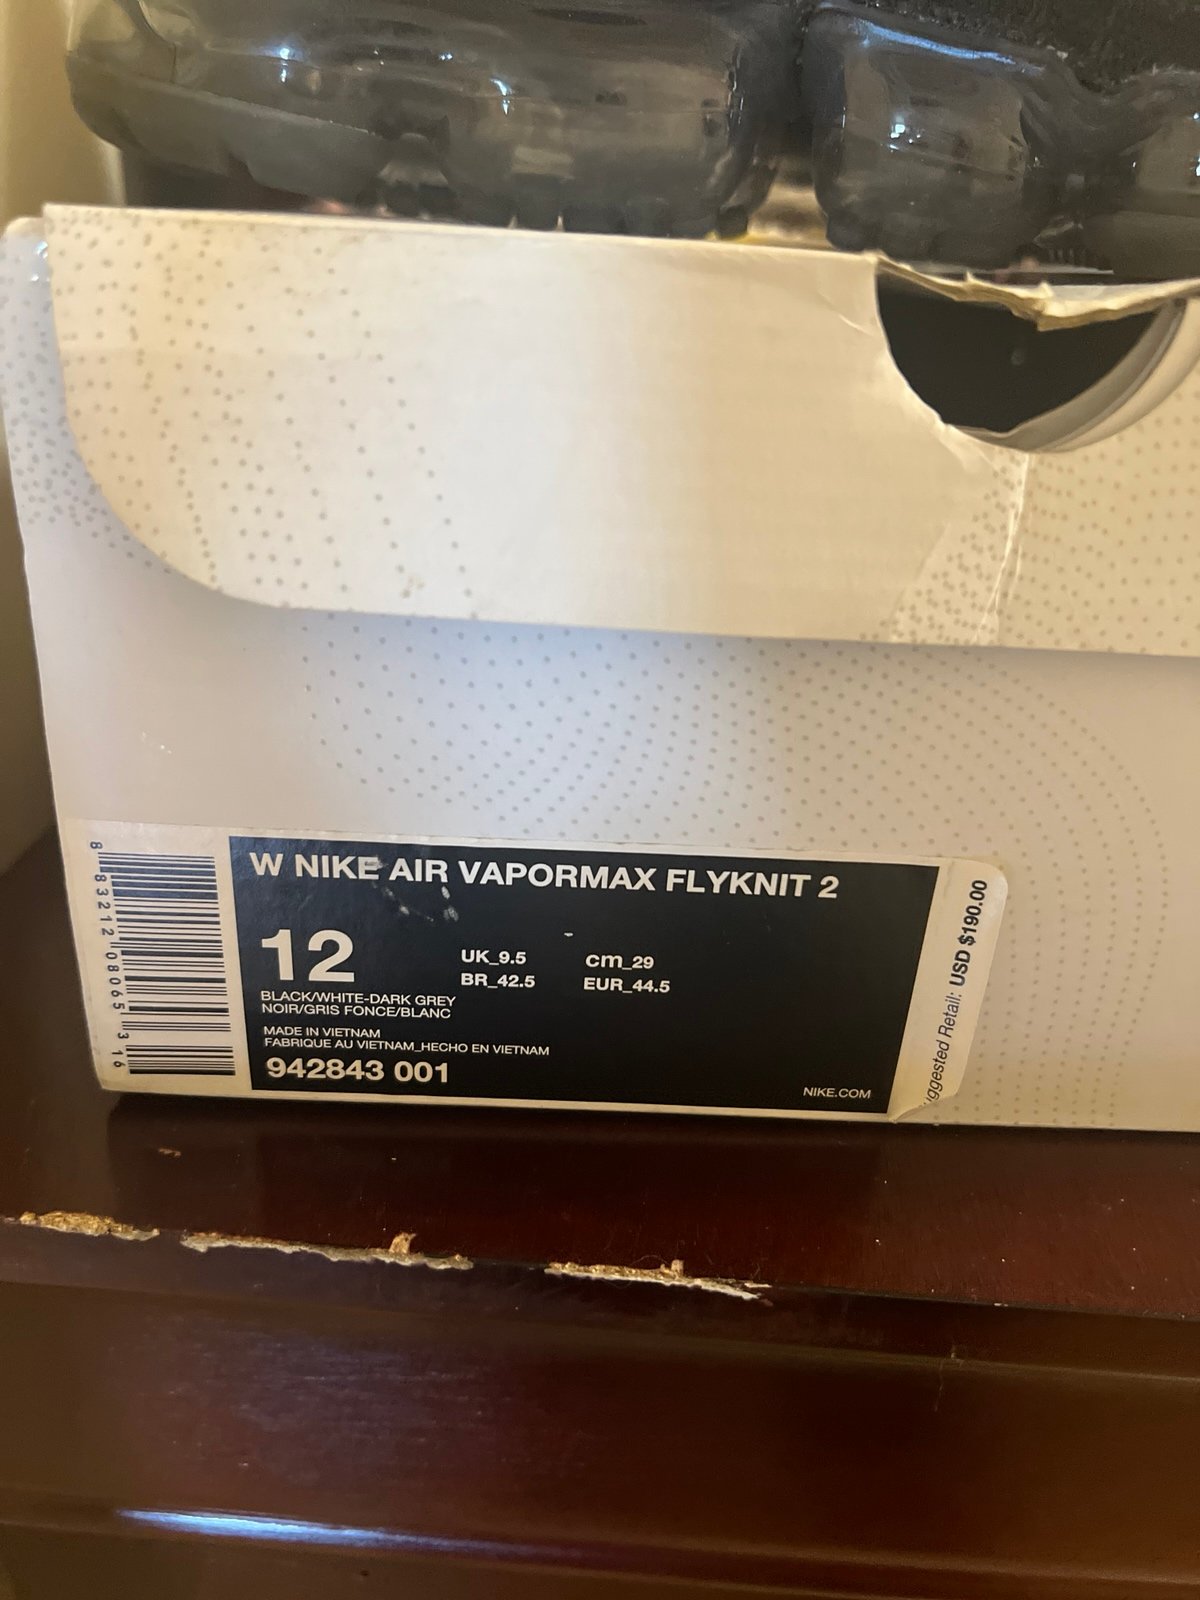 W NIKE AIR VAPORMAX FLYKNIT 2
12
UK_9.5 cm_29
BR_42.5 EUR_44.5
BLACK/WHITE-DARK GREY
NOIR/GRIS FONCE/BLANC
MADE IN VIETNAM
FABRIQUE AU VIETNAM_HECHO EN VIETNAM
942843 001
NIKE.COM
8 83212 08065 3 16
uggested Retail: USD $190.00